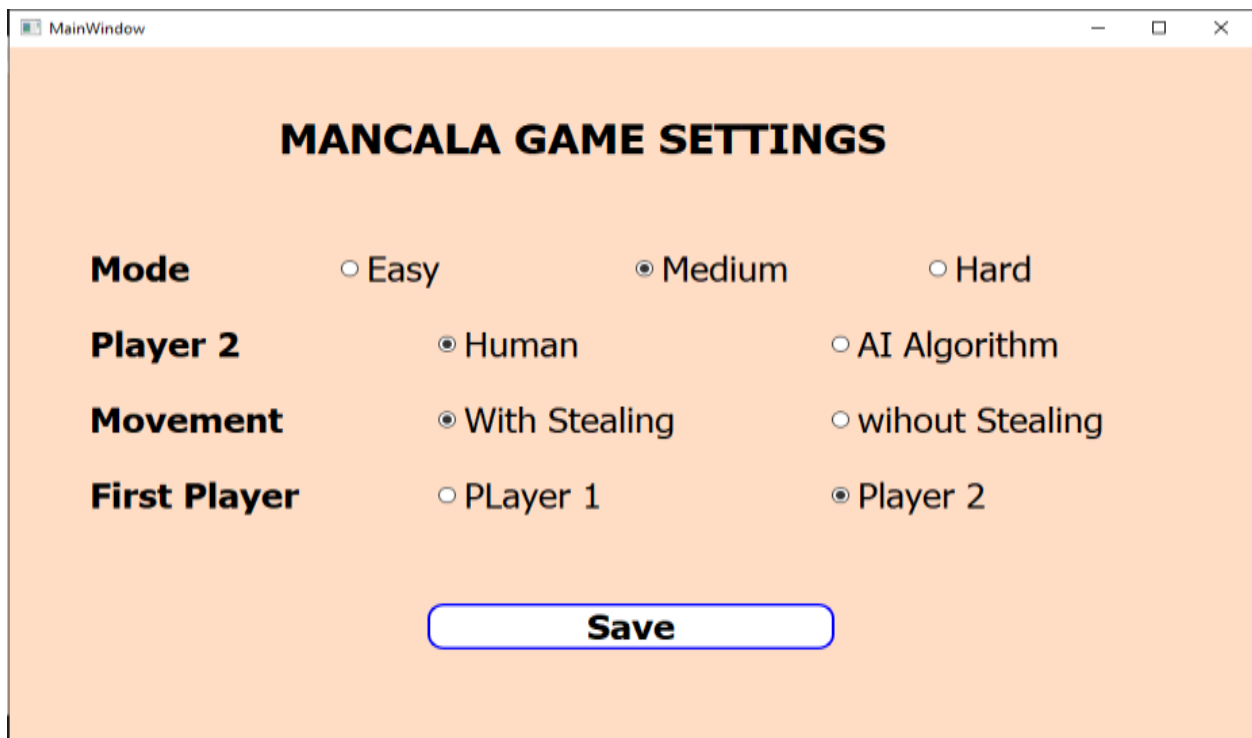 MainWindow
MANCALA GAME SETTINGS
Mode Easy Medium Hard
Player 2 Human AI Algorithm
Movement With Stealing wihout Stealing
First Player PLayer 1 Player 2
Save